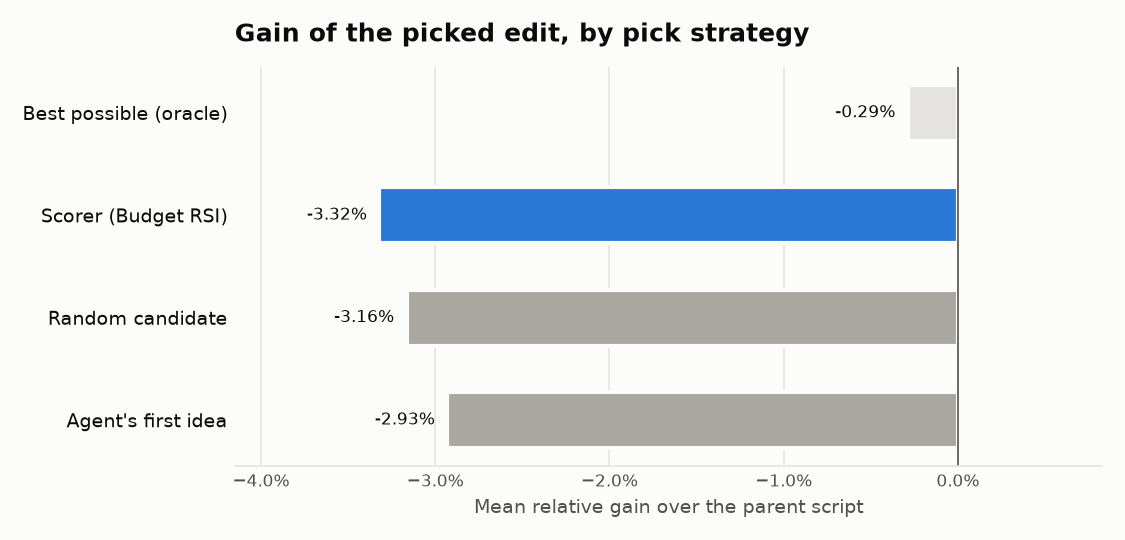 Gain of the picked edit, by pick strategy
Best possible (oracle)
-0.29%
Scorer (Budget RSI)
-3.32%
Random candidate
-3.16%
Agent's first idea
-2.93%
−4.0%
−3.0%
−2.0%
−1.0%
0.0%
Mean relative gain over the parent script